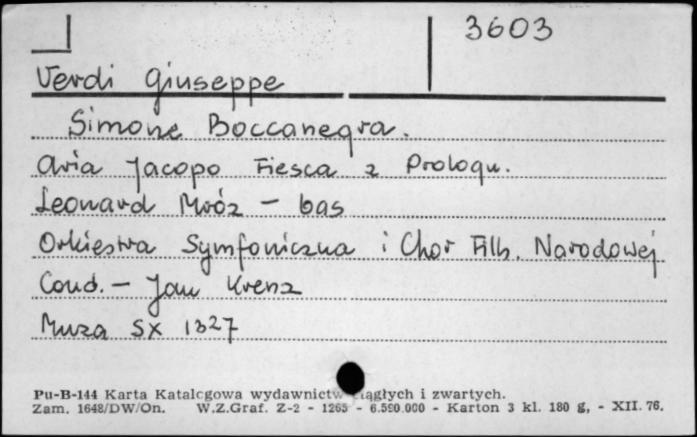 3603
Verdi Giuseppe
Simone Boccanegra.
Aria Jacopo Fiesca z Prologu.
Leonard Mróz - bas
Orkiestra Symfoniczna i Chór Filh. Narodowej
Cond. - Jan Krenz
Muza SX 1327
Pu-B-144 Karta Katalogowa wydawnictw ciągłych i zwartych.
Zam. 1648/DW/On. W.Z.Graf. Z-2 - 1265 - 6.590.000 - Karton 3 kl. 180 g, - XII. 76.